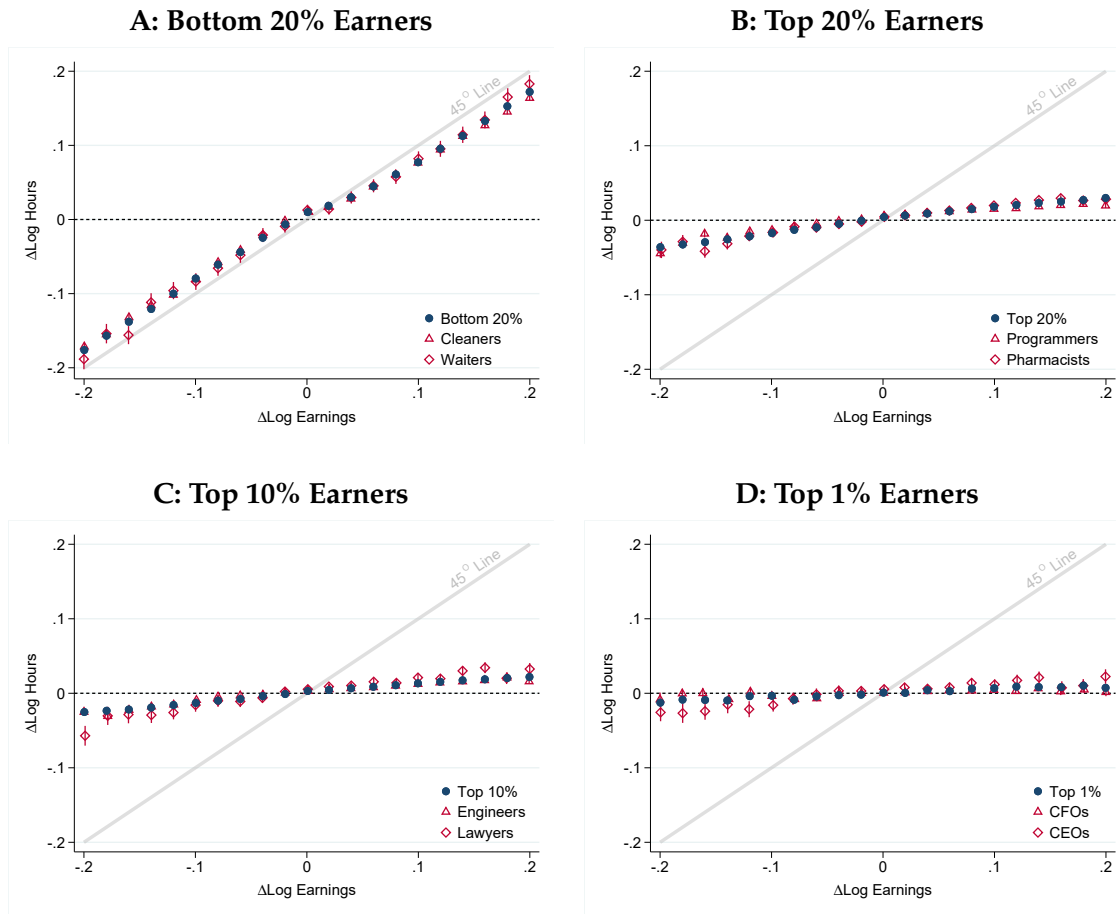 A: Bottom 20% Earners
.2
.1
0
-.1
-.2
ΔLog Hours
45° Line
Bottom 20%
Cleaners
Waiters
-.2 -.1 0 .1 .2
ΔLog Earnings
B: Top 20% Earners
.2
.1
0
-.1
-.2
ΔLog Hours
45° Line
Top 20%
Programmers
Pharmacists
-.2 -.1 0 .1 .2
ΔLog Earnings
C: Top 10% Earners
.2
.1
0
-.1
-.2
ΔLog Hours
45° Line
Top 10%
Engineers
Lawyers
-.2 -.1 0 .1 .2
ΔLog Earnings
D: Top 1% Earners
.2
.1
0
-.1
-.2
ΔLog Hours
45° Line
Top 1%
CFOs
CEOs
-.2 -.1 0 .1 .2
ΔLog Earnings